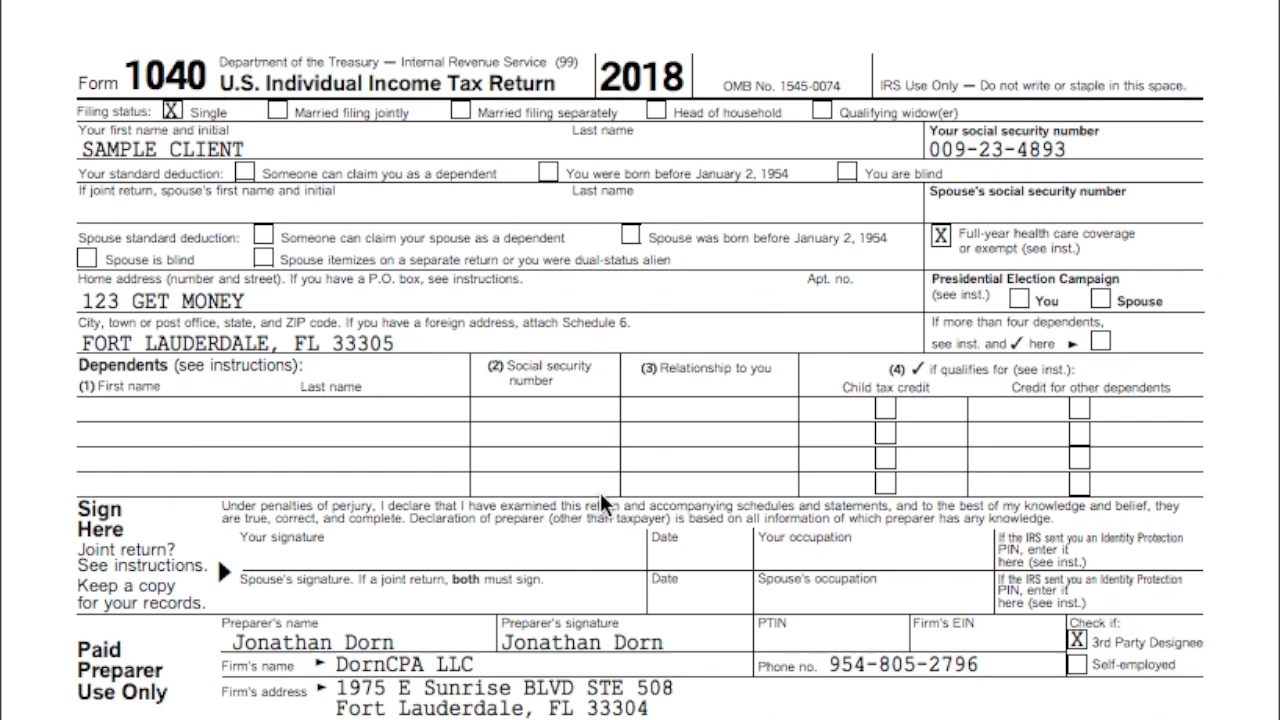 Form 1040 Department of the Treasury — Internal Revenue Service (99) U.S. Individual Income Tax Return 2018 OMB No. 1545-0074 IRS Use Only — Do not write or staple in this space.
Filing status: X Single Married filing jointly Married filing separately Head of household Qualifying widow(er)
Your first name and initial Last name Your social security number
SAMPLE CLIENT 009-23-4893
Your standard deduction: Someone can claim you as a dependent You were born before January 2, 1954 You are blind
If joint return, spouse's first name and initial Last name Spouse's social security number
Spouse standard deduction: Someone can claim your spouse as a dependent Spouse was born before January 2, 1954 X Full-year health care coverage
or exempt (see inst.)
Spouse is blind Spouse itemizes on a separate return or you were dual-status alien
Home address (number and street). If you have a P.O. box, see instructions. Apt. no. Presidential Election Campaign
123 GET MONEY (see inst.) You Spouse
City, town or post office, state, and ZIP code. If you have a foreign address, attach Schedule 6. If more than four dependents,
FORT LAUDERDALE, FL 33305 see inst. and ✓ here ►
Dependents (see instructions): (2) Social security number (3) Relationship to you (4) ✓ if qualifies for (see inst.):
(1) First name Last name Child tax credit Credit for other dependents
Sign Here
Under penalties of perjury, I declare that I have examined this return and accompanying schedules and statements, and to the best of my knowledge and belief, they
are true, correct, and complete. Declaration of preparer (other than taxpayer) is based on all information of which preparer has any knowledge.
Joint return?
See instructions.
Keep a copy
for your records.
Your signature Date Your occupation If the IRS sent you an Identity Protection
PIN, enter it
here (see inst.)
Spouse's signature. If a joint return, both must sign. Date Spouse's occupation If the IRS sent you an Identity Protection
PIN, enter it
here (see inst.)
Paid Preparer Use Only
Preparer's name Preparer's signature PTIN Firm's EIN Check if:
Jonathan Dorn Jonathan Dorn X 3rd Party Designee
Firm's name ► DornCPA LLC Phone no. 954-805-2796 Self-employed
Firm's address ► 1975 E Sunrise BLVD STE 508
Fort Lauderdale, FL 33304